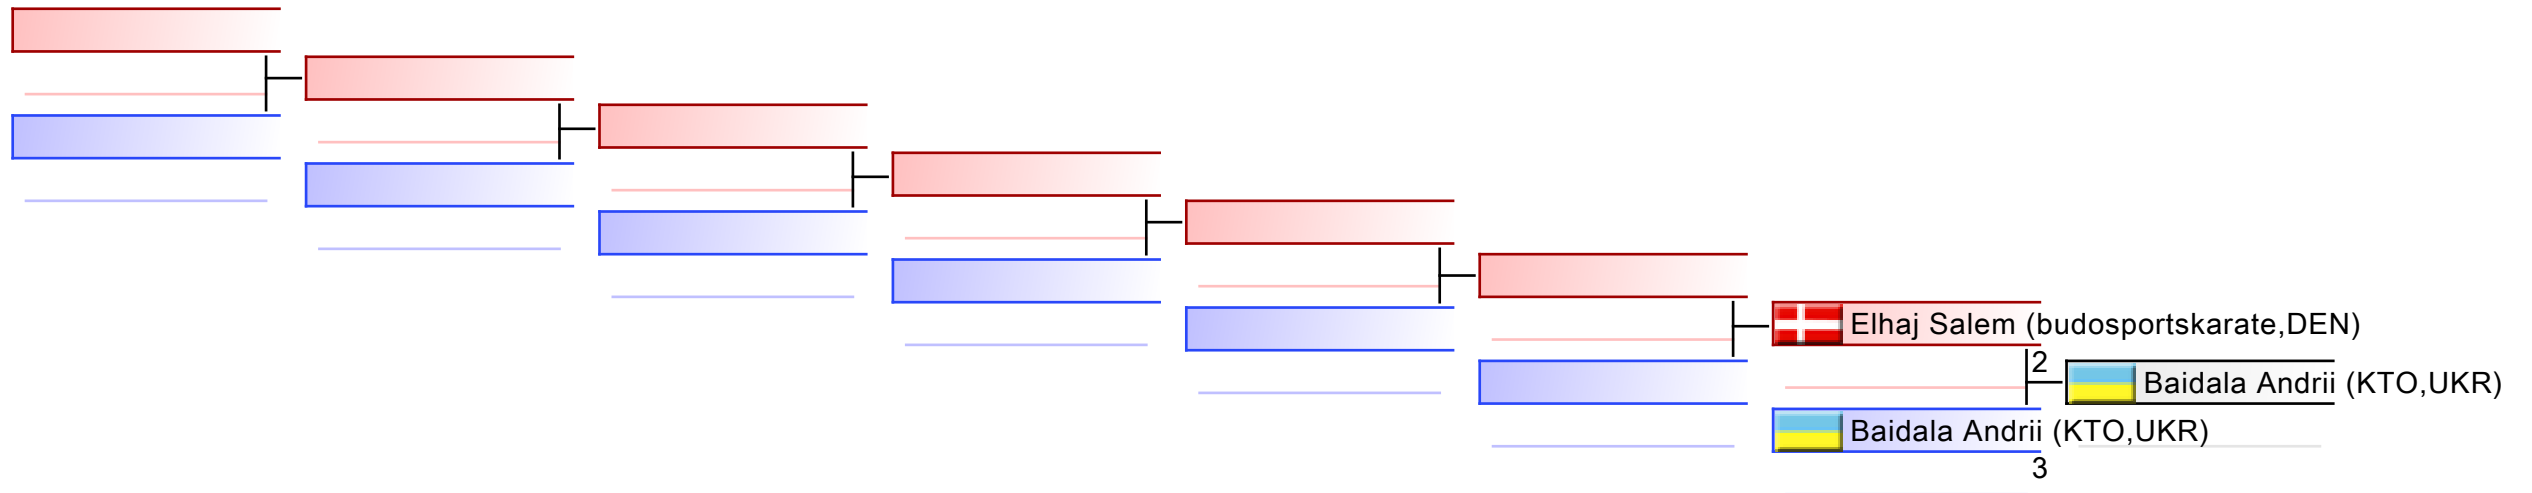 Elhaj Salem (budosportskarate,DEN)
2
Baidala Andrii (KTO,UKR)
Baidala Andrii (KTO,UKR)
3